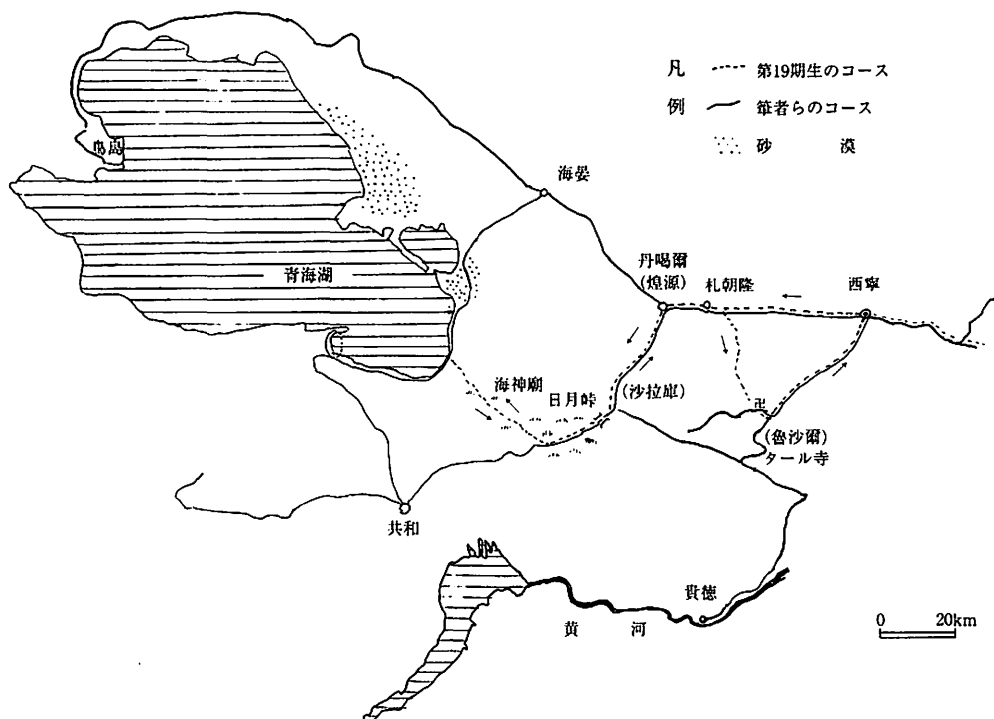 凡 第19期生のコース
例 筆者らのコース
砂漠
鳥島
海晏
青海湖
丹喝爾
(煌源)
札朝隆
西寧
海神廟
日月峠
(沙拉庫)
卍
(魯沙爾)
タール寺
共和
貴徳
黄河
0 20km